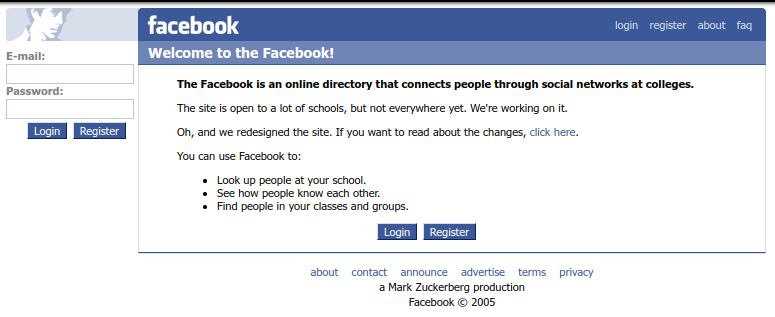 facebook
login register about faq
Welcome to the Facebook!
E-mail:
Password:
Login Register
The Facebook is an online directory that connects people through social networks at colleges.
The site is open to a lot of schools, but not everywhere yet. We're working on it.
Oh, and we redesigned the site. If you want to read about the changes, click here.
You can use Facebook to:
• Look up people at your school.
• See how people know each other.
• Find people in your classes and groups.
Login Register
about contact announce advertise terms privacy
a Mark Zuckerberg production
Facebook © 2005